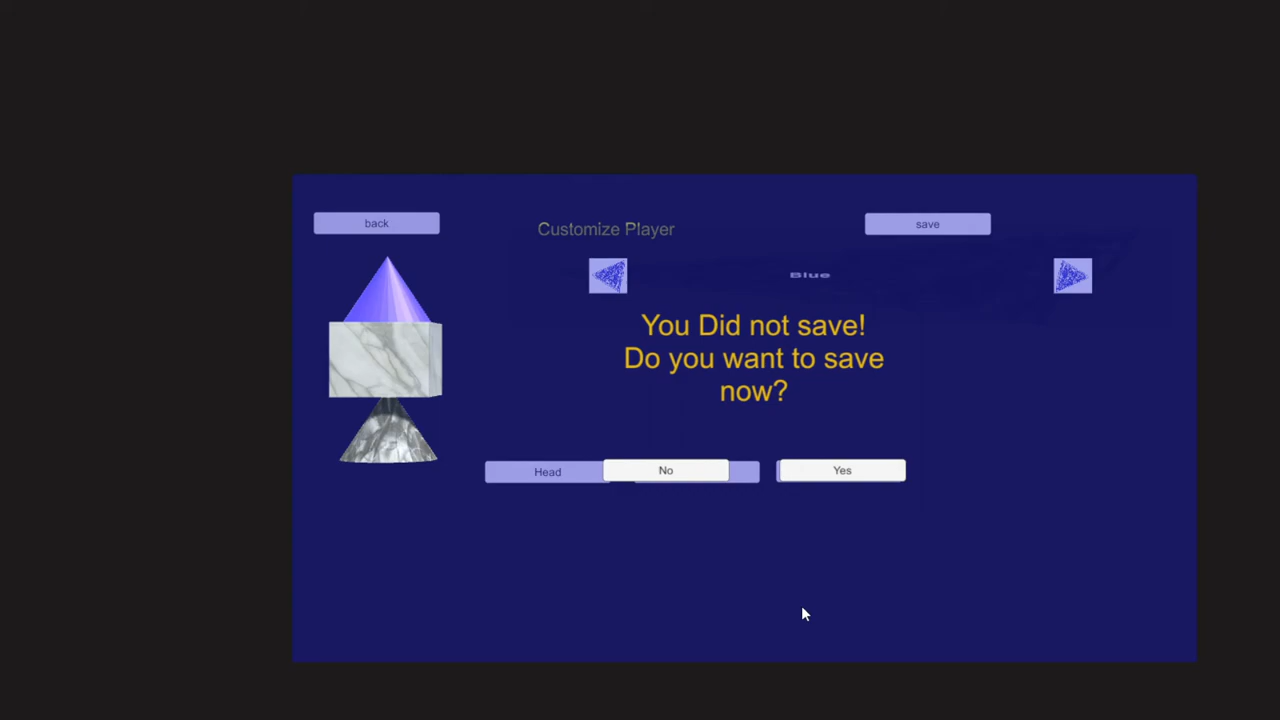 back
Customize Player
save
Blue
You Did not save!
Do you want to save
now?
Head
No
Yes